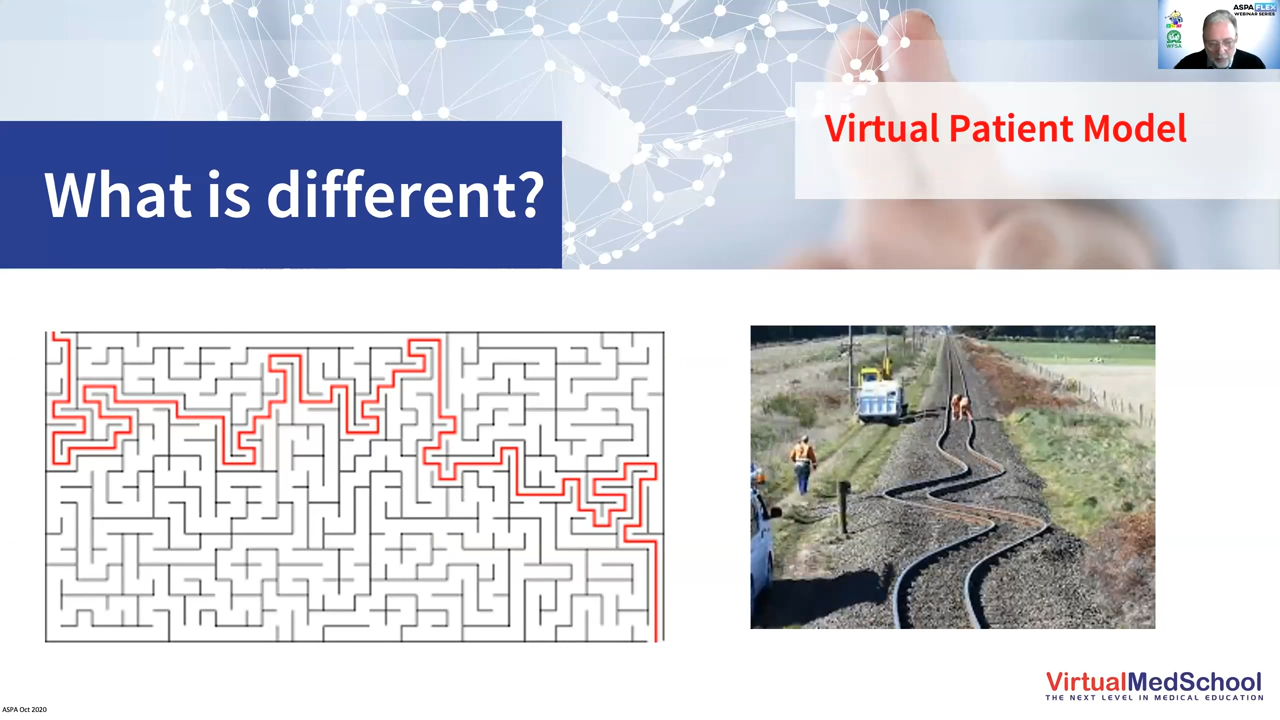 ASPA FLEX
WEBINAR SERIES
WFSA
Virtual Patient Model
What is different?
VirtualMedSchool
THE NEXT LEVEL IN MEDICAL EDUCATION
ASPA Oct 2020